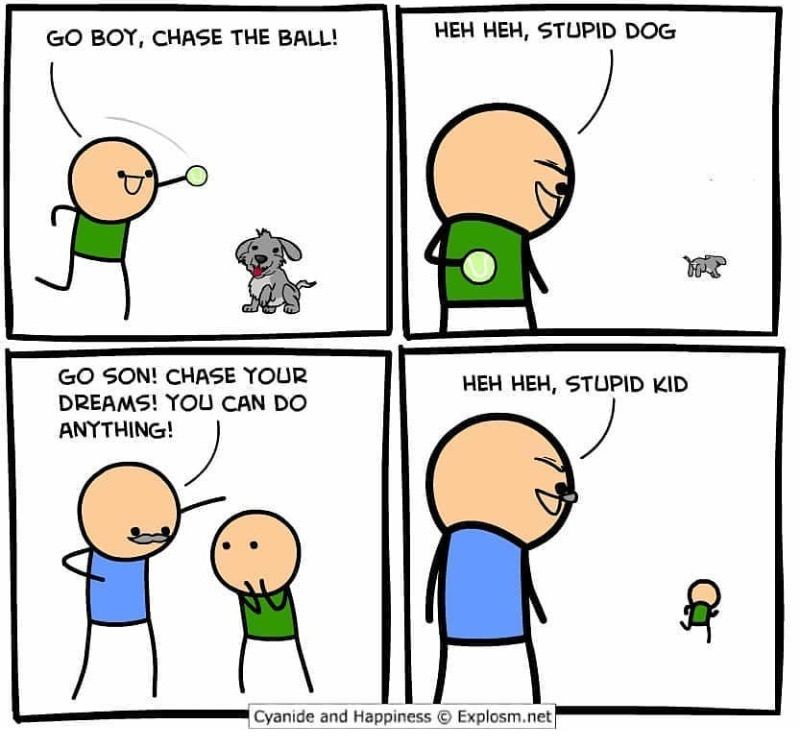 GO BOY, CHASE THE BALL!
HEH HEH, STUPID DOG
GO SON! CHASE YOUR
DREAMS! YOU CAN DO
ANYTHING!
HEH HEH, STUPID KID
Cyanide and Happiness © Explosm.net